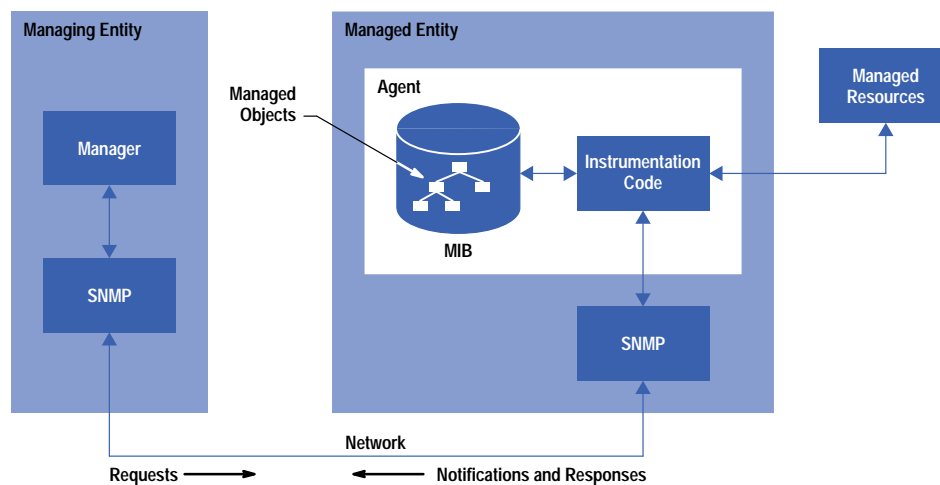 Managing Entity
Managed Entity
Managed
Resources
Agent
Managed
Objects
Manager
Instrumentation
Code
MIB
SNMP
SNMP
Network
Requests
Notifications and Responses